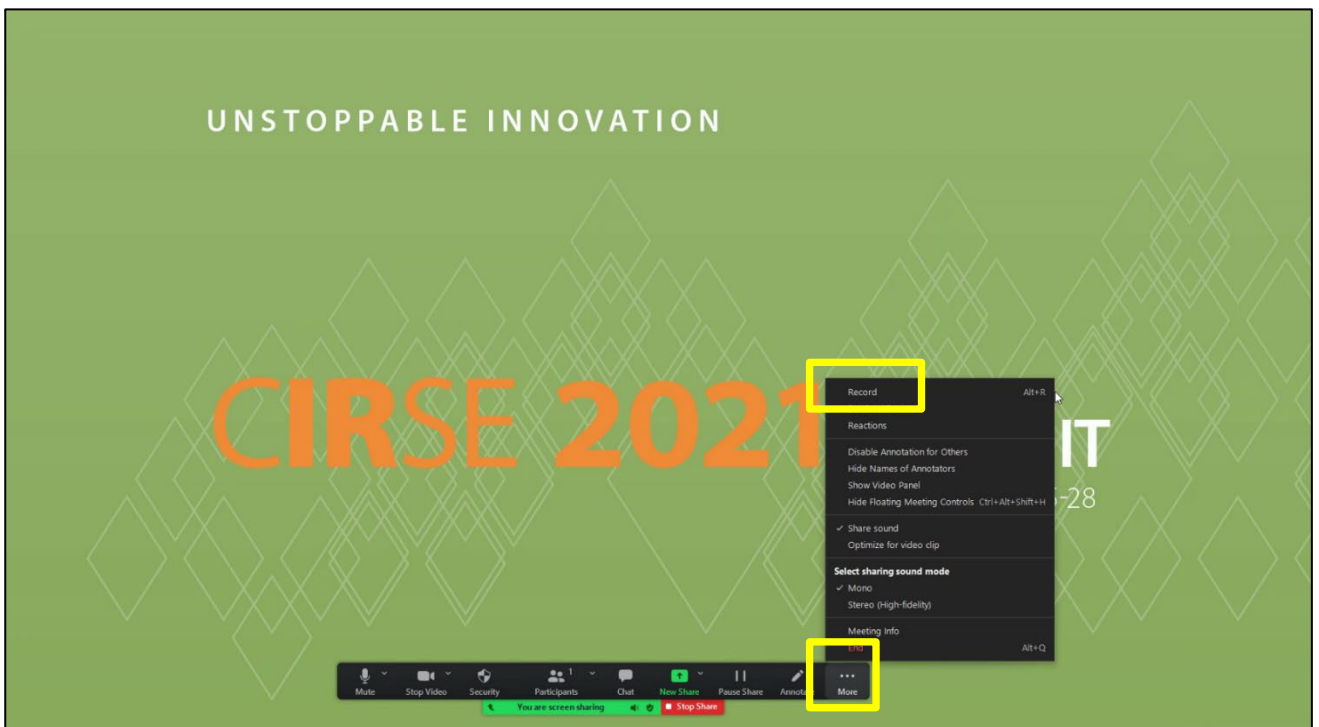 UNSTOPPABLE INNOVATION
CIRSE 2021
IT
-28
Record Alt+R
Reactions
Disable Annotation for Others
Hide Names of Annotators
Show Video Panel
Hide Floating Meeting Controls Ctrl+Alt+Shift+H
✓ Share sound
Optimize for video clip
Select sharing sound mode
✓ Mono
Stereo (High-fidelity)
Meeting Info
End Alt+Q
Mute Stop Video Security Participants 1 Chat New Share Pause Share Annotate More
You are screen sharing Stop Share